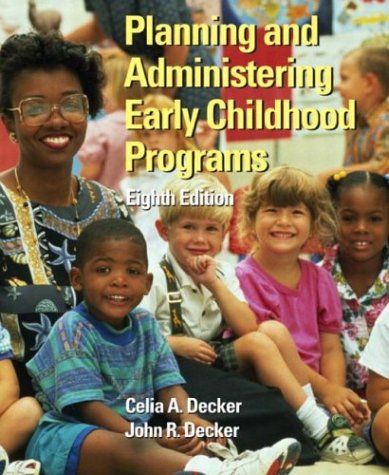 Planning and
Administering
Early Childhood
Programs
Eighth Edition
Celia A. Decker
John R. Decker